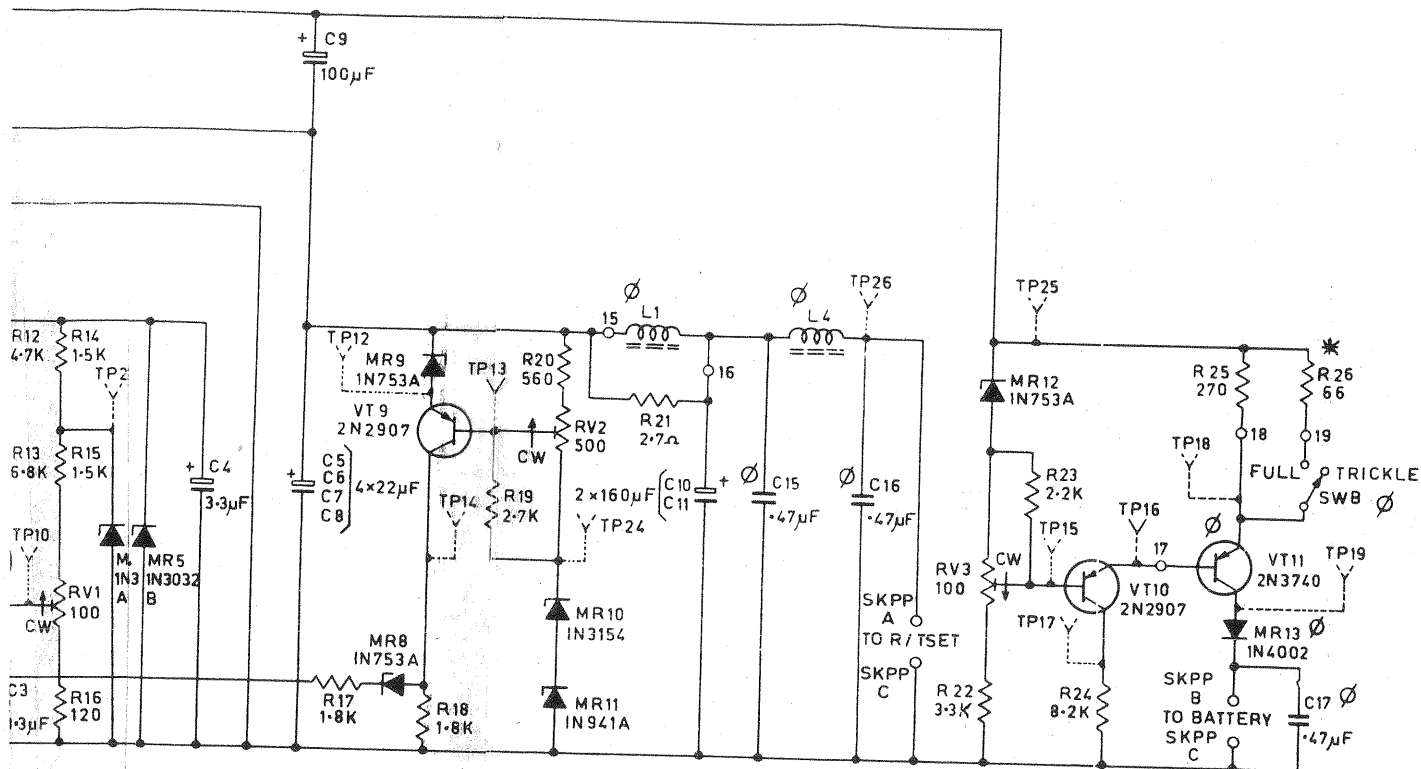 + C9
100µF
R12
4.7K
R14
1.5K
TP2
R13
6.8K
R15
1.5K
TP10
RV1
100
CW
C3
R16
120
1N3
A
MR5
1N3032
B
+ C4
3.3µF
+
C5
C6
C7
C8
4×22µF
TP12
MR9
1N753A
VT9
2N2907
TP13
R20
560
RV2
500
CW
TP14
R19
2.7K
TP24
MR10
1N3154
MR11
1N941A
MR8
1N753A
R17
1.8K
R18
1.8K
15
Ø
L1
16
R21
2.7Ω
2×160µF
C10
C11
+
Ø
C15
.47µF
Ø
L4
TP26
Ø
C16
.47µF
SKPP
A
TO R/TSET
SKPP
C
TP25
MR12
1N753A
R23
2.2K
RV3
100
CW
TP15
R22
3.3K
TP16
17
VT10
2N2907
TP17
R24
8.2K
R25
270
18
TP18
*
R26
66
19
FULL
TRICKLE
SWB Ø
Ø
VT11
2N3740
TP19
MR13 Ø
1N4002
SKPP
B
TO BATTERY
SKPP
C
C17 Ø
.47µF